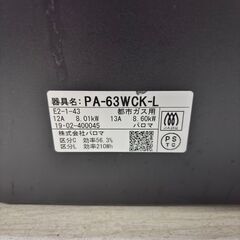 器具名: PA-63WCK-L
E2-1-43 都市ガス用
12A 8.01kW 13A 8.60kW
19・02-400045 パロマ
株式会社パロマ
区分C 効率56.3%
区分L 効率210Wh
PS
TG